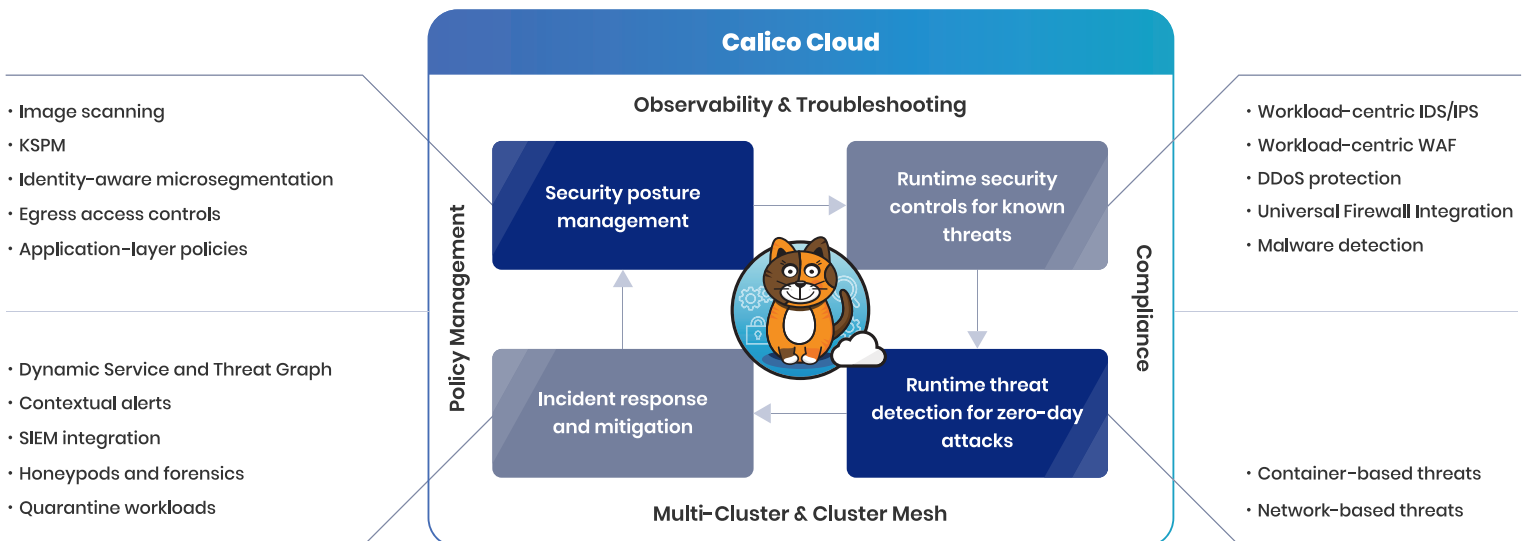 Calico Cloud
Observability & Troubleshooting
· Image scanning
· KSPM
· Identity-aware microsegmentation
· Egress access controls
· Application-layer policies
Security posture
management
Runtime security
controls for known
threats
· Workload-centric IDS/IPS
· Workload-centric WAF
· DDoS protection
· Universal Firewall Integration
· Malware detection
Policy Management
Compliance
· Dynamic Service and Threat Graph
· Contextual alerts
· SIEM integration
· Honeypods and forensics
· Quarantine workloads
Incident response
and mitigation
Runtime threat
detection for zero-day
attacks
· Container-based threats
· Network-based threats
Multi-Cluster & Cluster Mesh